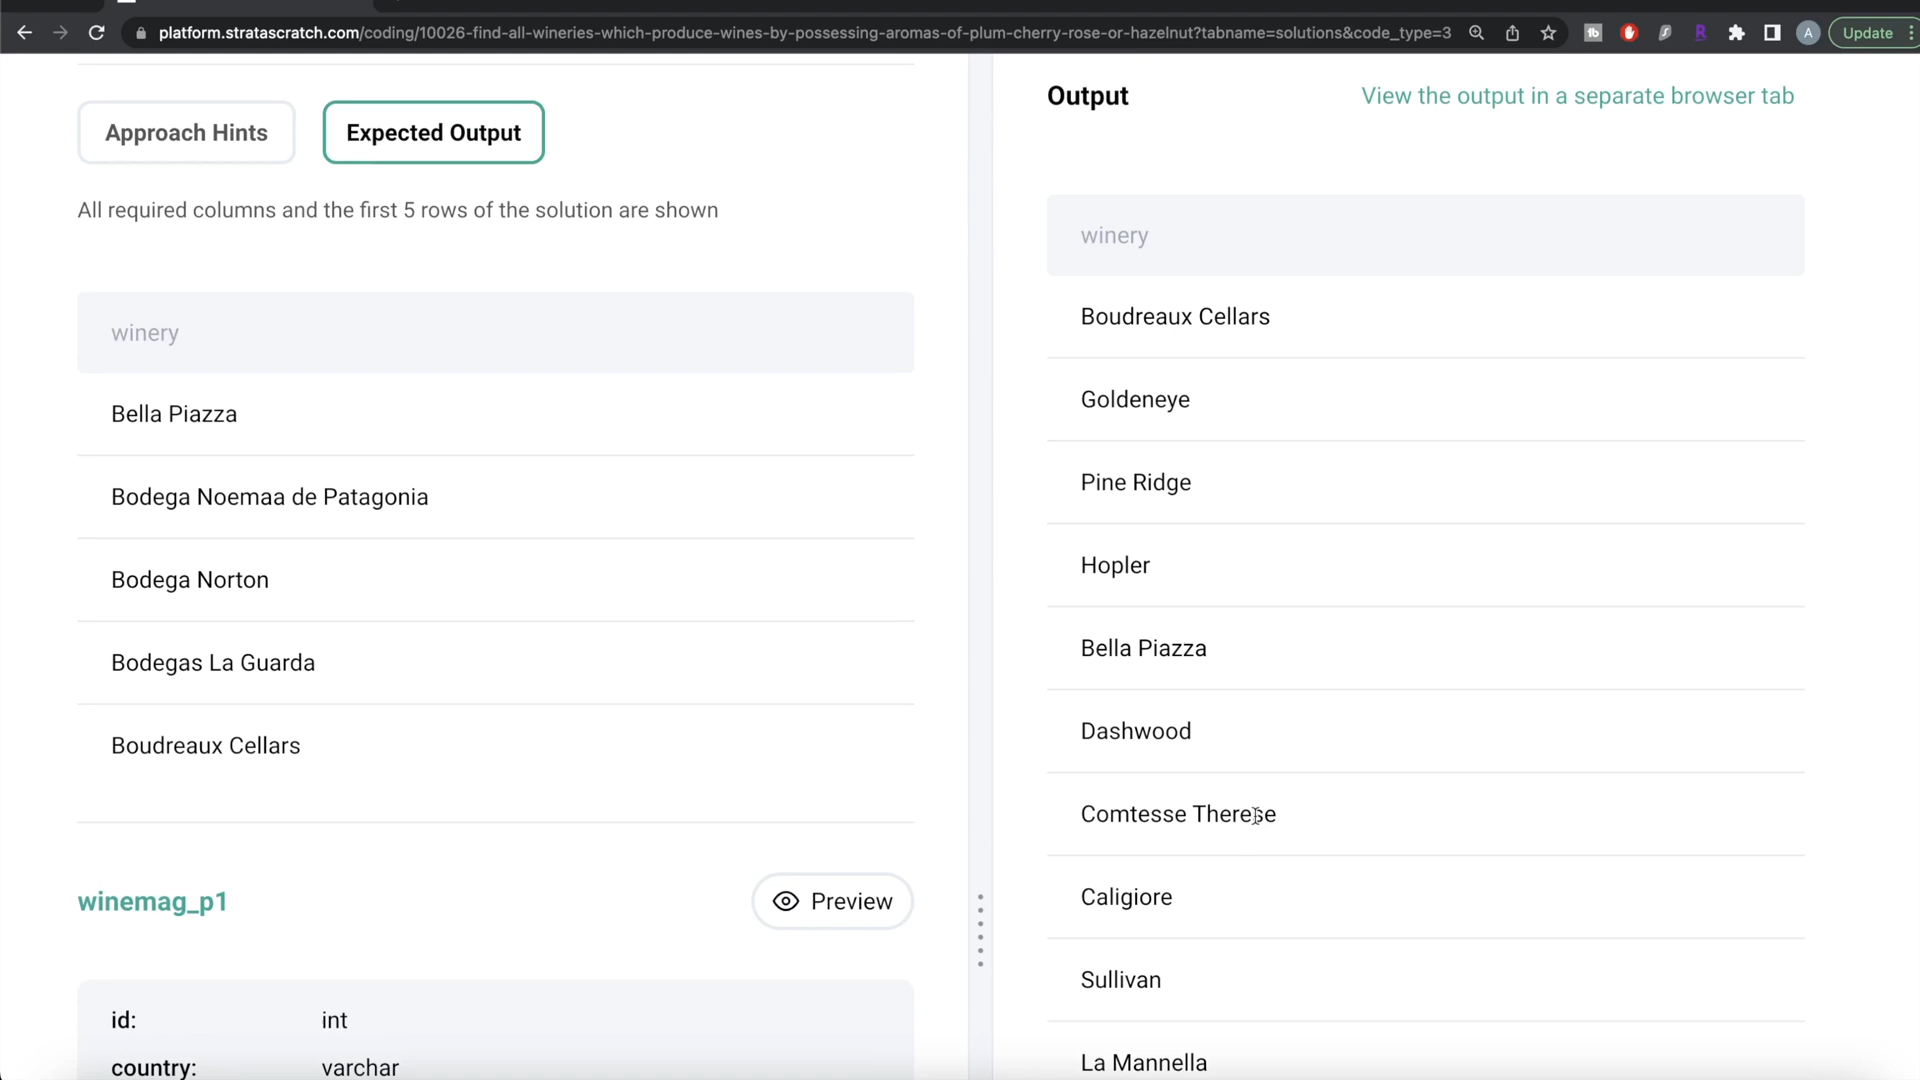 platform.stratascratch.com/coding/10026-find-all-wineries-which-produce-wines-by-possessing-aromas-of-plum-cherry-rose-or-hazelnut?tabname=solutions&code_type=3
tb
R
A
Update
Approach Hints
Expected Output
All required columns and the first 5 rows of the solution are shown
winery
Bella Piazza
Bodega Noemaa de Patagonia
Bodega Norton
Bodegas La Guarda
Boudreaux Cellars
winemag_p1
Preview
id: int
country: varchar
Output
View the output in a separate browser tab
winery
Boudreaux Cellars
Goldeneye
Pine Ridge
Hopler
Bella Piazza
Dashwood
Comtesse Therese
Caligiore
Sullivan
La Mannella